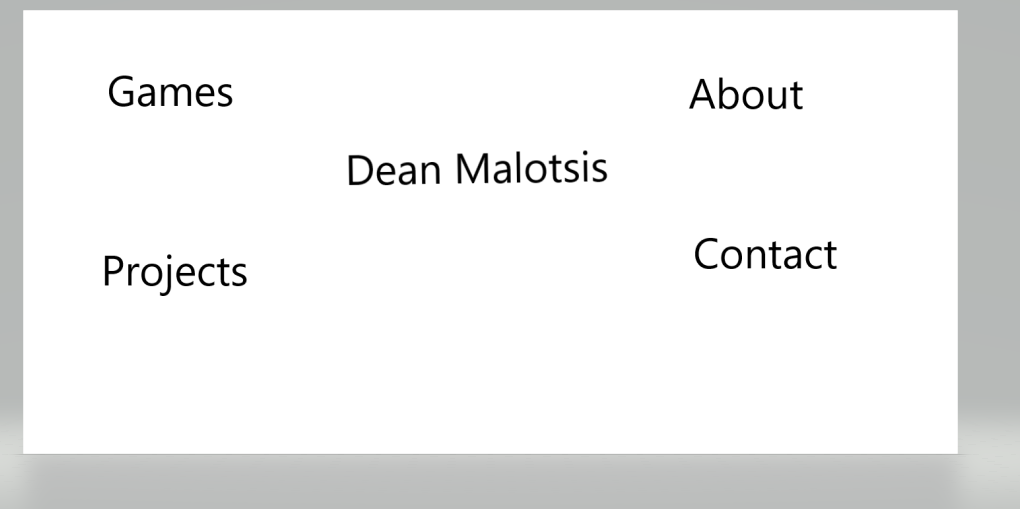 Games
About
Dean Malotsis
Projects
Contact